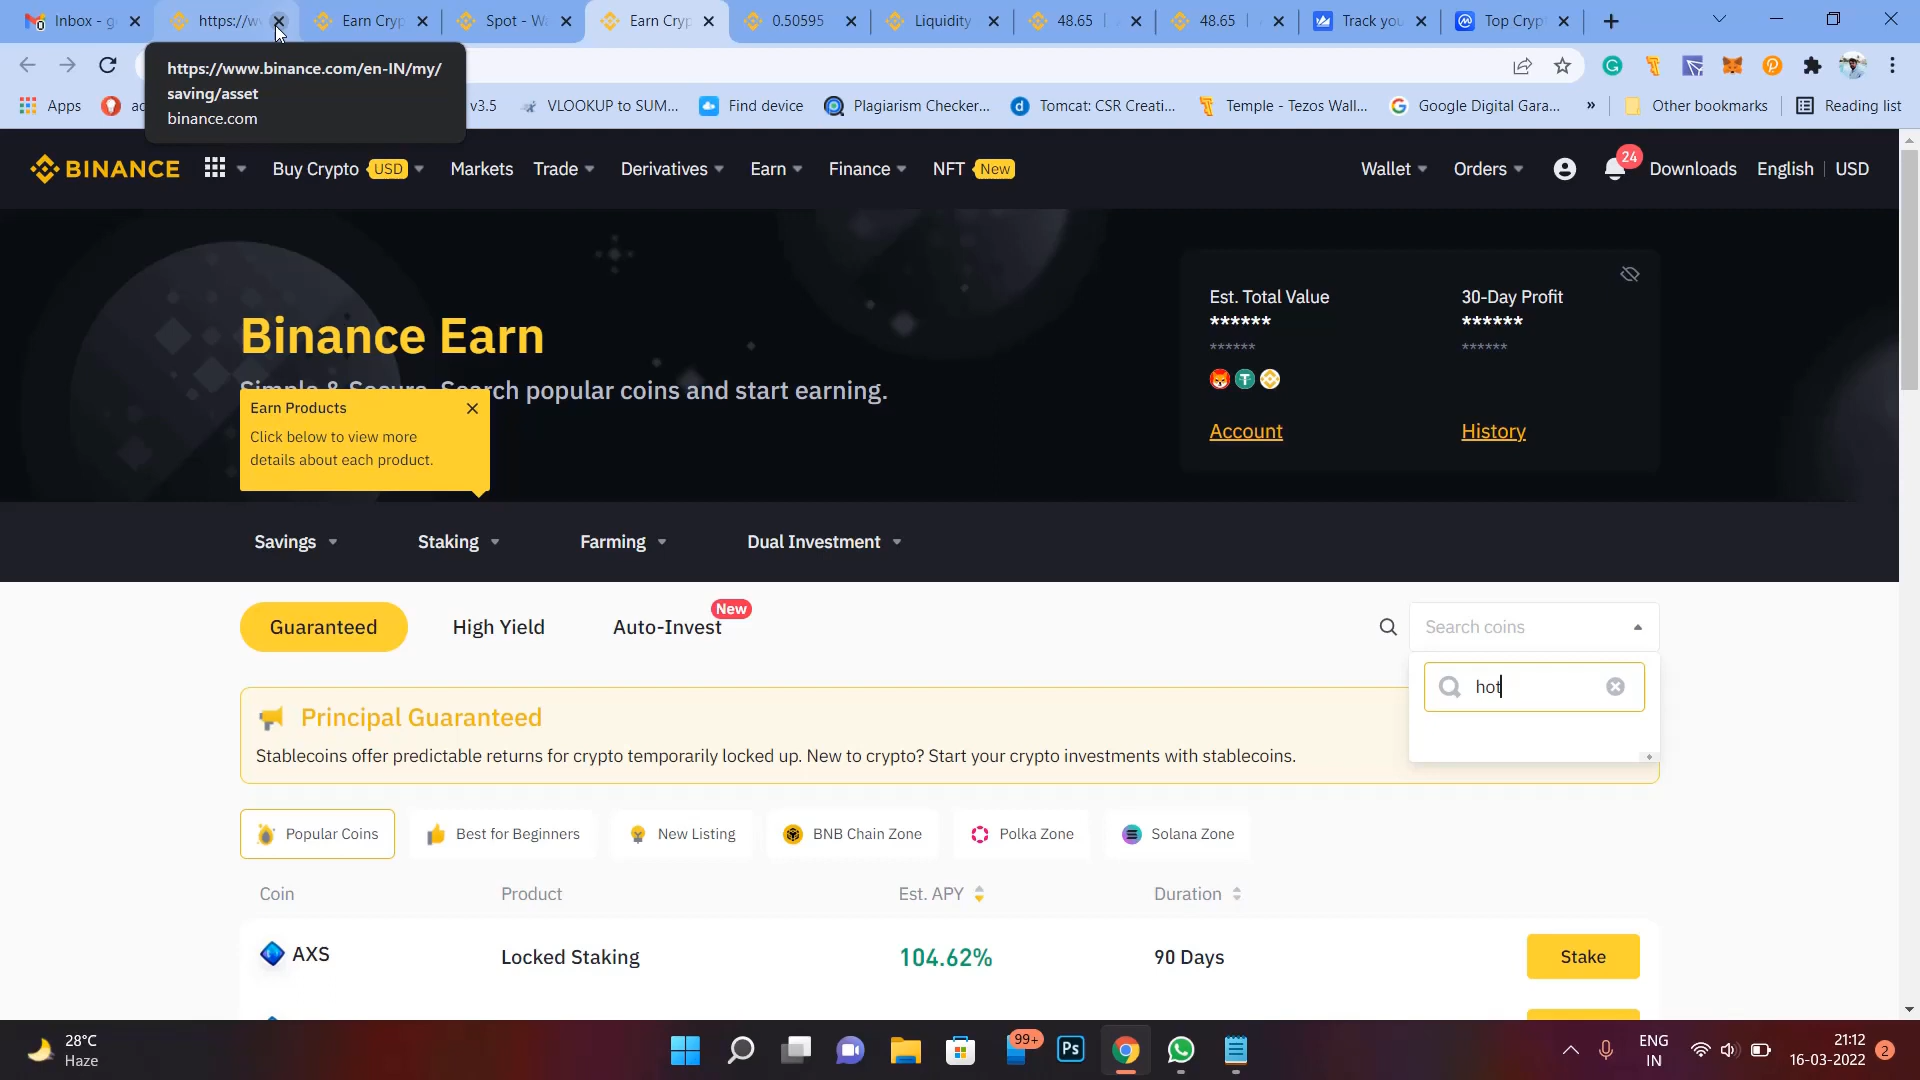 Inbox - g
https://w
Earn Cryp
Spot - W
Earn Cryp
0.50595
Liquidity
48.65
48.65
Track you
Top Cryp
https://www.binance.com/en-IN/my/
saving/asset
binance.com
Apps
v3.5
VLOOKUP to SUM...
Find device
Plagiarism Checker...
Tomcat: CSR Creati...
Temple - Tezos Wall...
Google Digital Gara...
»
Other bookmarks
Reading list
BINANCE
Buy Crypto USD
Markets
Trade
Derivatives
Earn
Finance
NFT New
Wallet
Orders
24
Downloads
English
USD
Binance Earn
Simple & Secure. Search popular coins and start earning.
Est. Total Value
30-Day Profit
******
******
******
******
Account
History
Earn Products
Click below to view more
details about each product.
Savings
Staking
Farming
Dual Investment
Guaranteed
High Yield
Auto-Invest
New
Search coins
hot
Principal Guaranteed
Stablecoins offer predictable returns for crypto temporarily locked up. New to crypto? Start your crypto investments with stablecoins.
Popular Coins
Best for Beginners
New Listing
BNB Chain Zone
Polka Zone
Solana Zone
Coin
Product
Est. APY
Duration
AXS
Locked Staking
104.62%
90 Days
Stake
28°C
Haze
99+
Ps
ENG
IN
21:12
16-03-2022
2